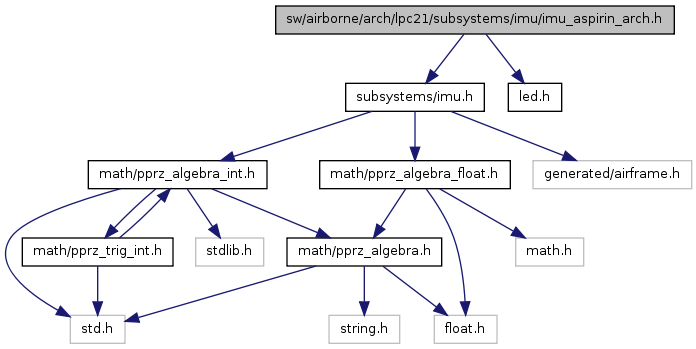 sw/airborne/arch/lpc21/subsystems/imu/imu_aspirin_arch.h
subsystems/imu.h
led.h
math/pprz_algebra_int.h
math/pprz_algebra_float.h
generated/airframe.h
math/pprz_trig_int.h
stdlib.h
math/pprz_algebra.h
math.h
std.h
string.h
float.h